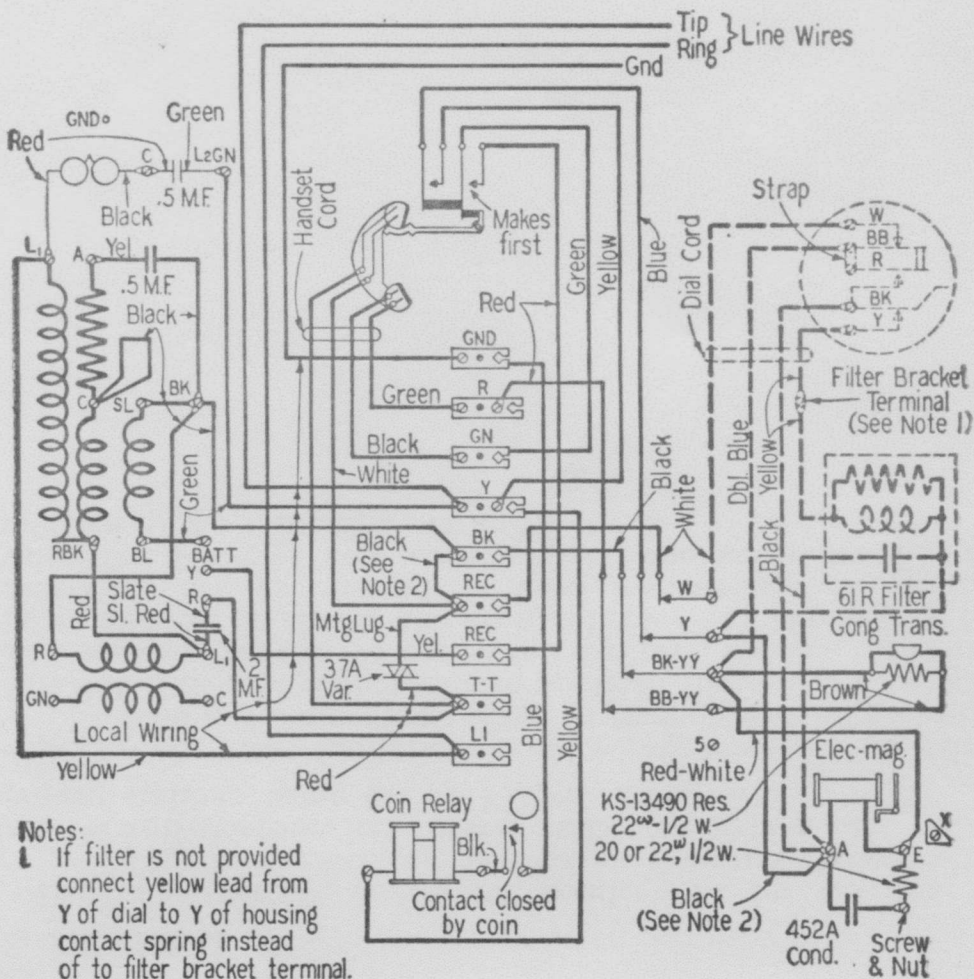 Tip
Ring } Line Wires
Gnd
GND
Green
Red
C
L2GN
.5 M.F.
Black
L1
A
Yel.
.5 M.F.
Black
C
SL
BK
Green
RBK
BL
BATT
Y
R
Slate
Sl. Red
Red
R
L1
2
M.F.
GN
C
Local Wiring
Yellow
Handset
Cord
Makes
first
Red
Green
Yellow
Blue
GND
Green
R
Black
GN
White
Y
Black
(See
Note 2)
BK
REC
Mtg Lug
Yel.
REC
37A
Var.
T-T
Red
L1
Blue
Yellow
Black
White
Dial Cord
Strap
W
BB
R
BK
Y
Filter Bracket
Terminal
(See Note 1)
Dbl. Blue
Black
Yellow
61R Filter
Gong Trans.
W
Y
BK-YY
BB-YY
Brown
5
Red-White
KS-13490 Res.
22ω-1/2 W.
20 or 22ω, 1/2 W.
Elec-mag.
X
A
E
Black
(See Note 2)
452A
Cond.
Screw
& Nut
Coin Relay
Blk.
Contact closed
by coin
Notes:
1. If filter is not provided
connect yellow lead from
Y of dial to Y of housing
contact spring instead
of to filter bracket terminal.